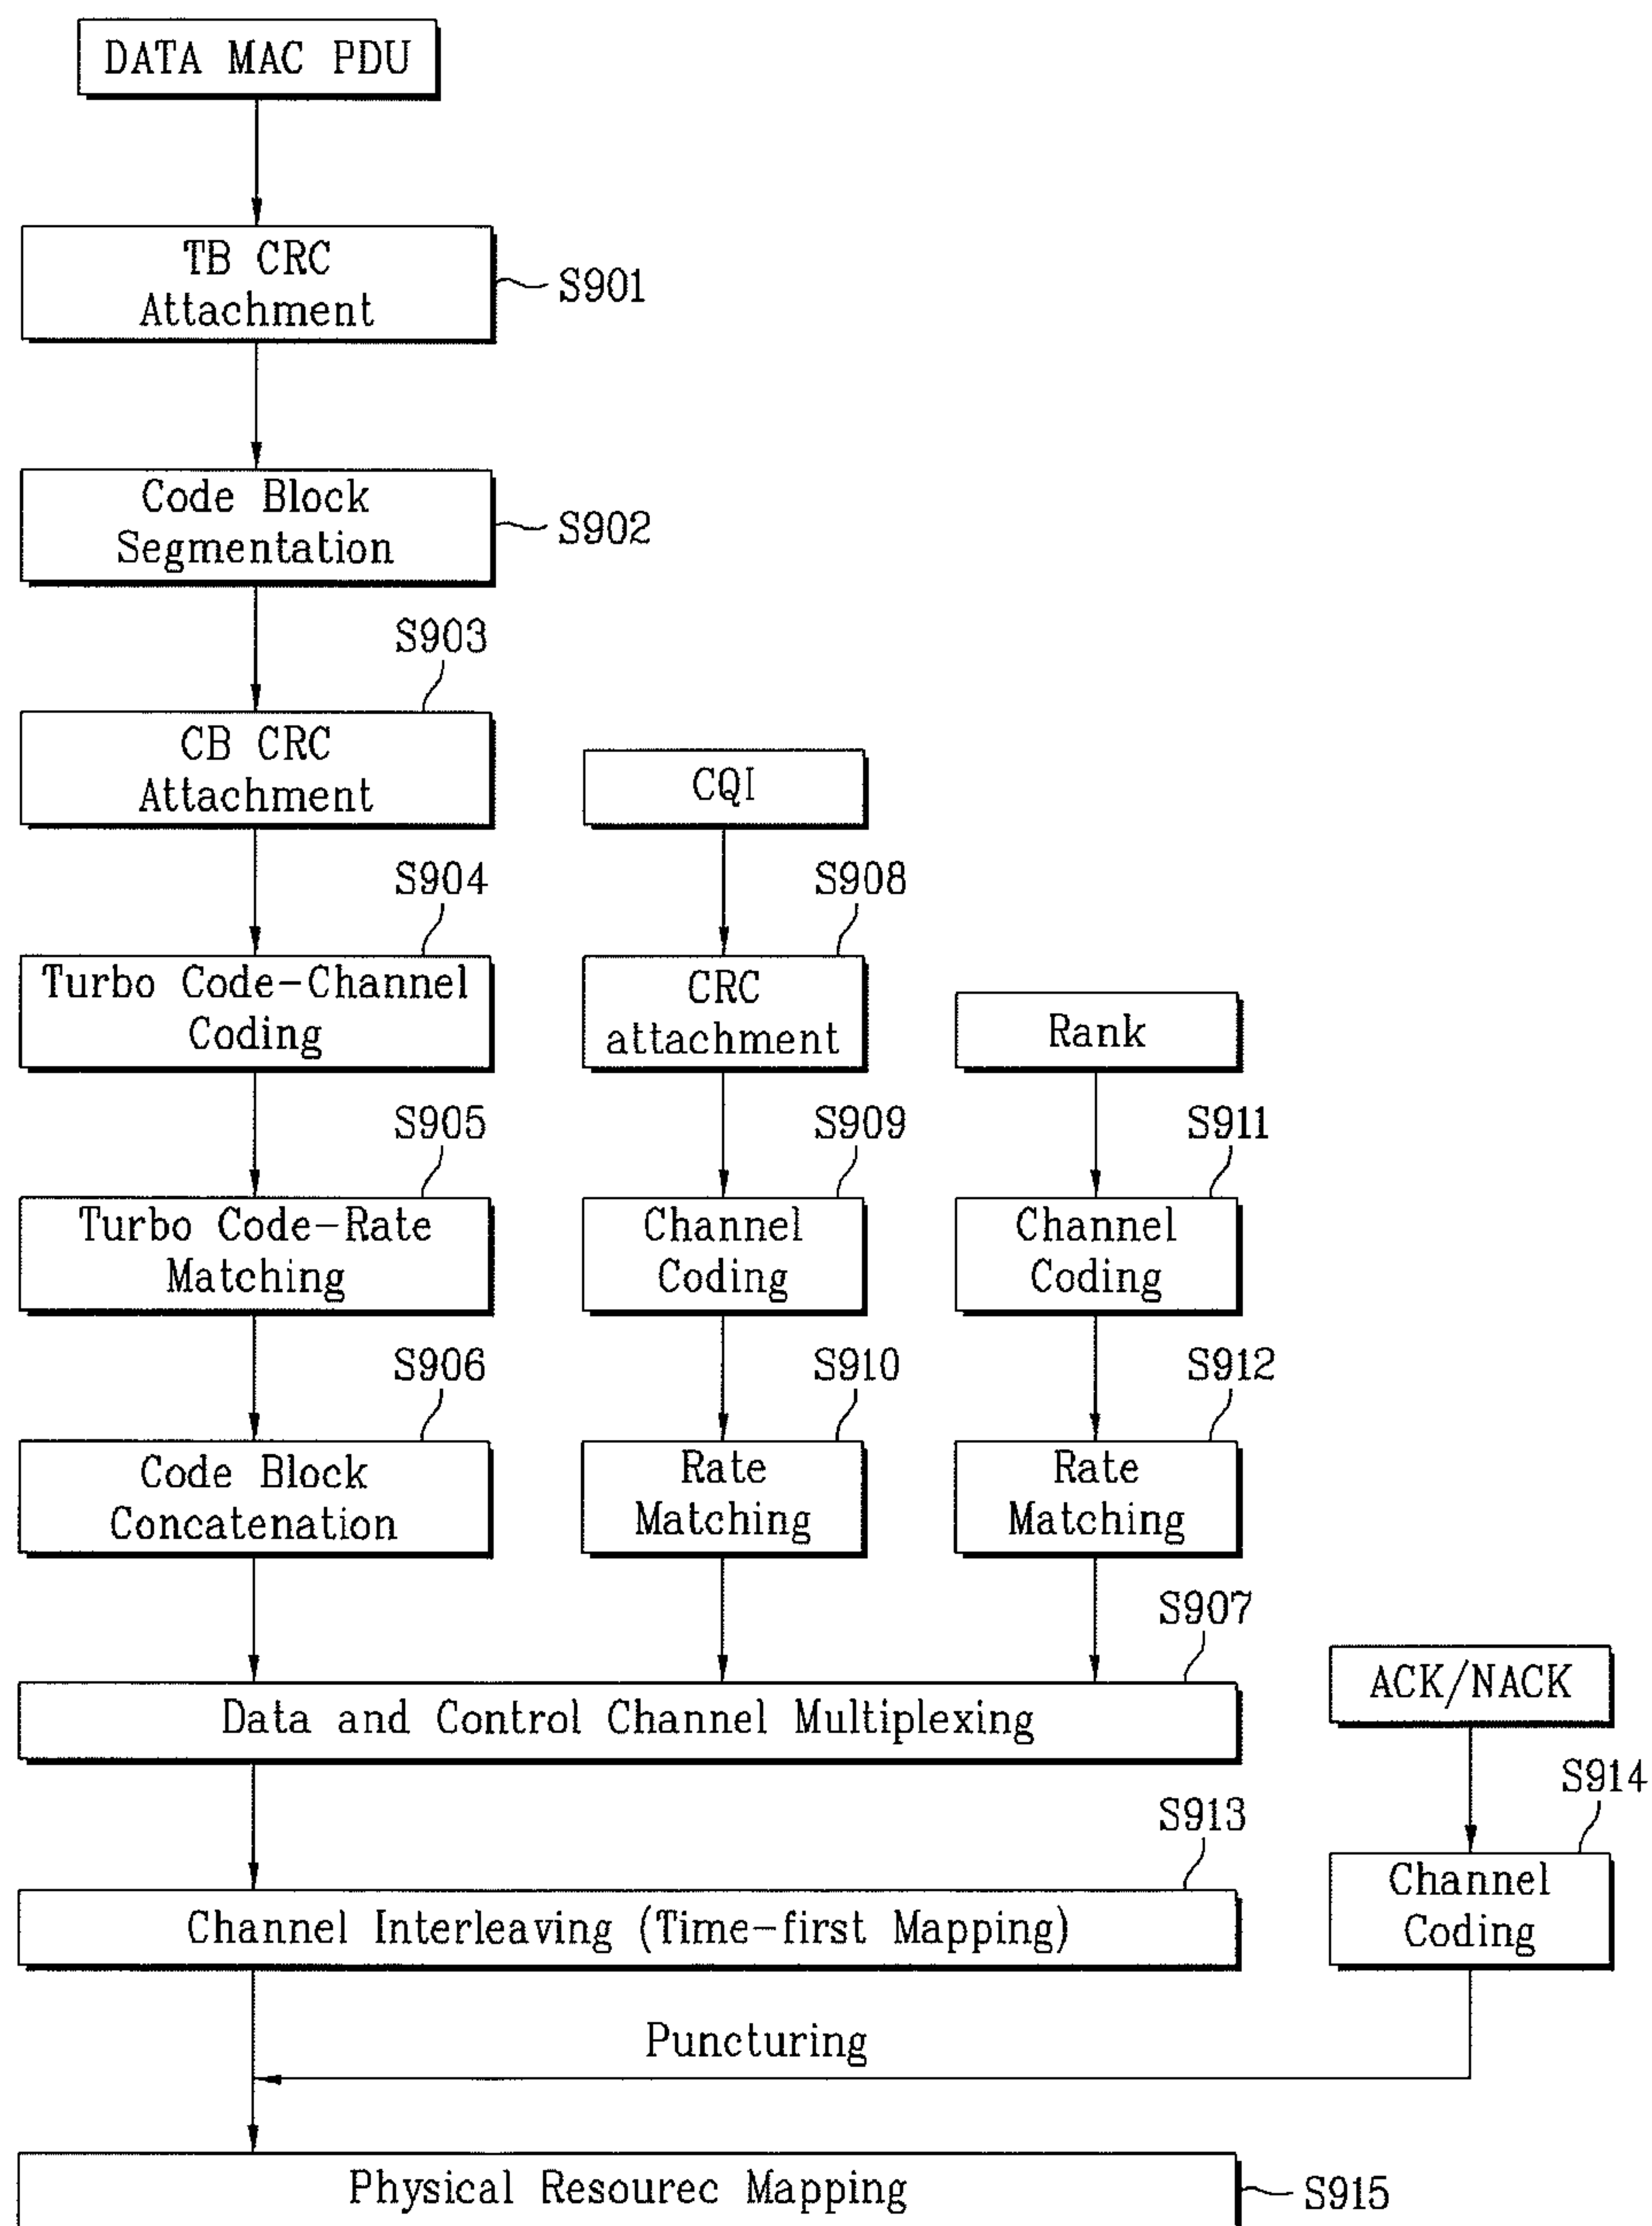 DATA MAC PDU
TB CRC
Attachment
S901
Code Block
Segmentation
S902
S903
CB CRC
Attachment
CQI
S904
S908
Turbo Code-Channel
Coding
CRC
attachment
Rank
S905
S909
S911
Turbo Code-Rate
Matching
Channel
Coding
Channel
Coding
S906
S910
S912
Code Block
Concatenation
Rate
Matching
Rate
Matching
S907
Data and Control Channel Multiplexing
ACK/NACK
S914
S913
Channel Interleaving (Time-first Mapping)
Channel
Coding
Puncturing
Physical Resourec Mapping
S915